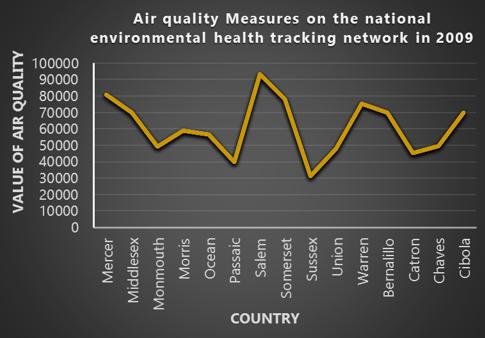 Air quality Measures on the national
environmental health tracking network in 2009
VALUE OF AIR QUALITY
100000
90000
80000
70000
60000
50000
40000
30000
20000
10000
0
Mercer
Middlesex
Monmouth
Morris
Ocean
Passaic
Salem
Somerset
Sussex
Union
Warren
Bernalillo
Catron
Chaves
Cibola
COUNTRY